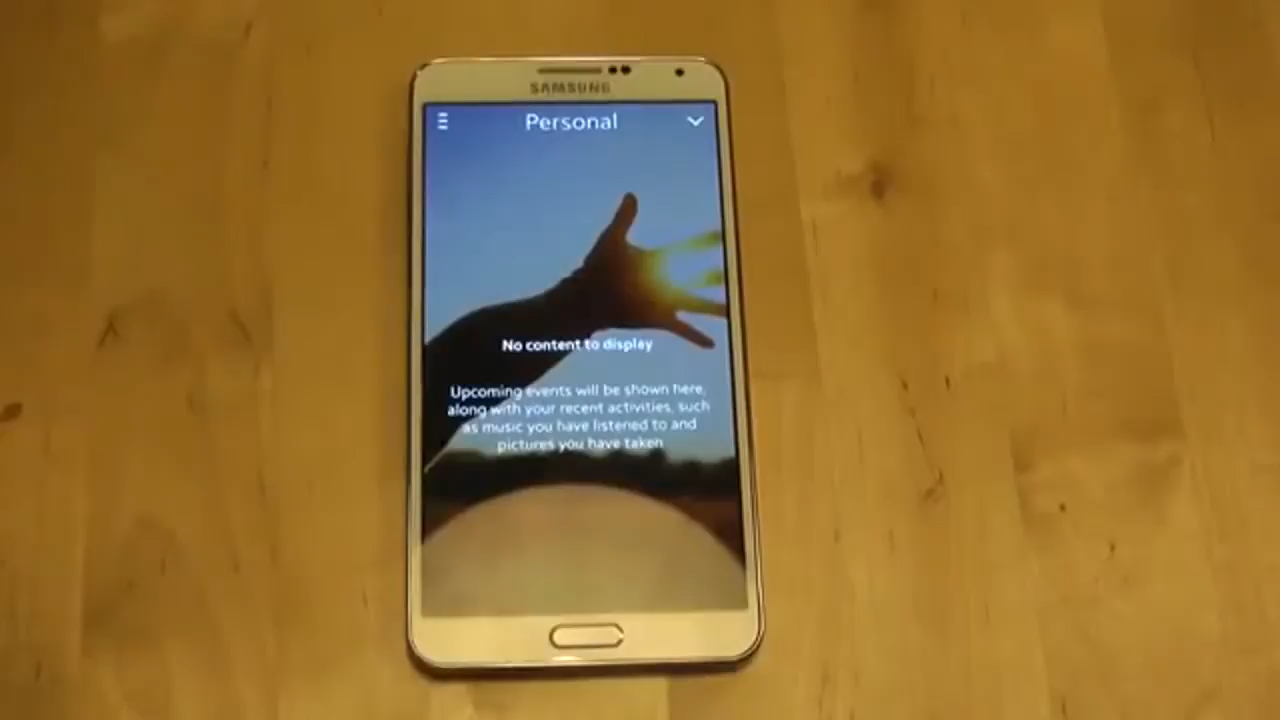 SAMSUNG
Personal
No content to display
Upcoming events will be shown here,
along with your recent activities, such
as music you have listened to and
pictures you have taken